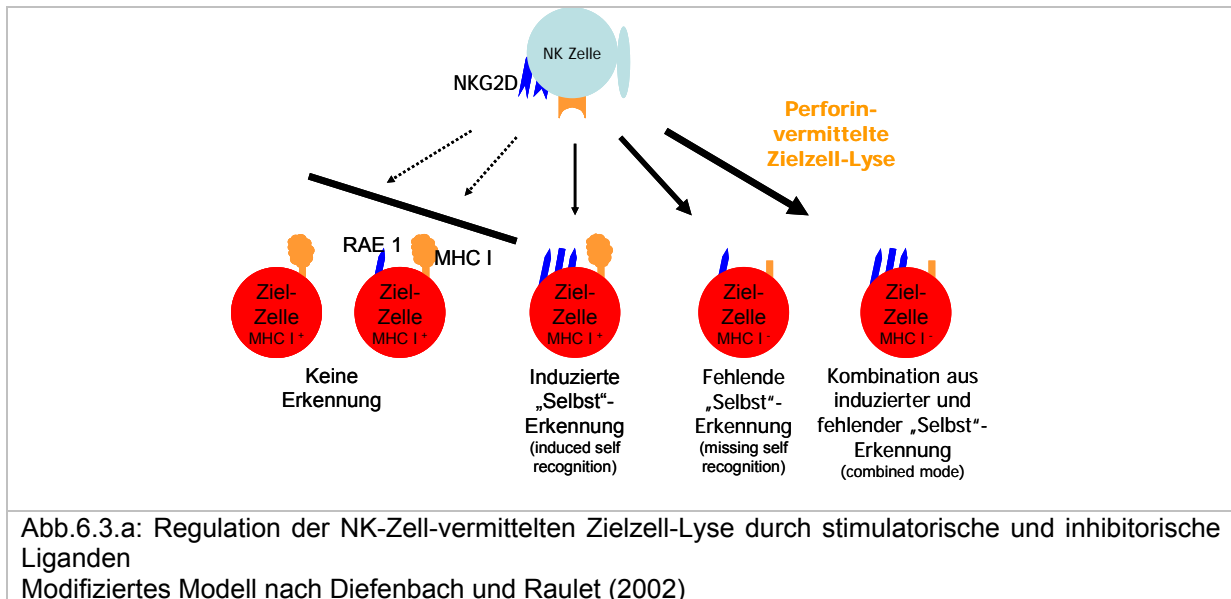 NK Zelle
NKG2D
Perforin-
vermittelte
Zielzell-Lyse
RAE 1
MHC I
Ziel-
Zelle
MHC I +
Ziel-
Zelle
MHC I +
Ziel-
Zelle
MHC I +
Ziel-
Zelle
MHC I -
Ziel-
Zelle
MHC I -
Keine
Erkennung
Induzierte
„Selbst“-
Erkennung
(induced self
recognition)
Fehlende
„Selbst“-
Erkennung
(missing self
recognition)
Kombination aus
induzierter und
fehlender „Selbst“-
Erkennung
(combined mode)
Abb.6.3.a: Regulation der NK-Zell-vermittelten Zielzell-Lyse durch stimulatorische und inhibitorische
Liganden
Modifiziertes Modell nach Diefenbach und Raulet (2002)